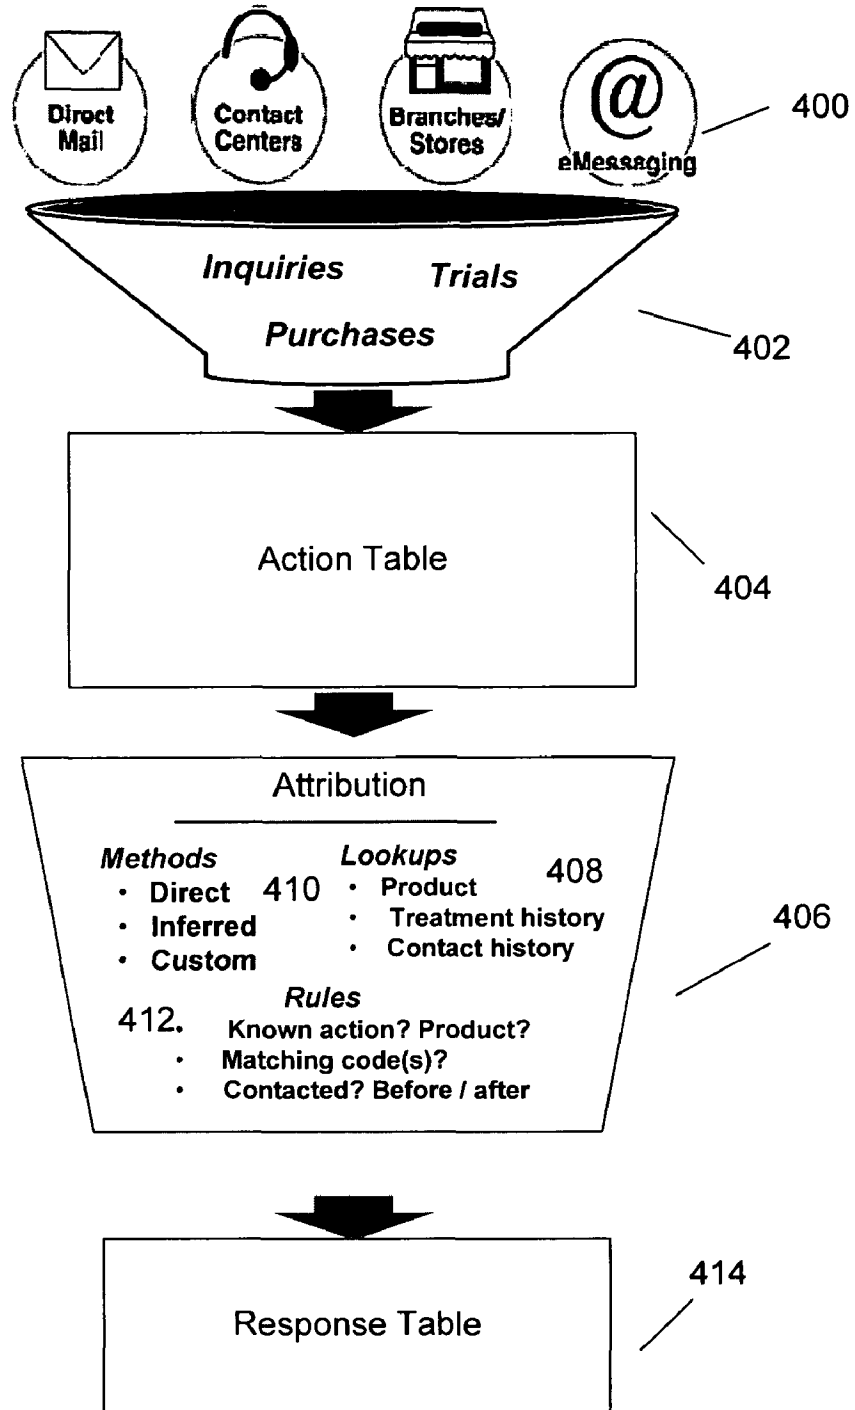 Diroct
Mail
Contact
Centers
Branches/
Stores
@
eMessaging
400
Inquiries
Trials
Purchases
402
Action Table
404
Attribution
Methods
• Direct
• Inferred
• Custom
410
Lookups
• Product
• Treatment history
• Contact history
408
406
Rules
412.
Known action? Product?
• Matching code(s)?
• Contacted? Before / after
414
Response Table